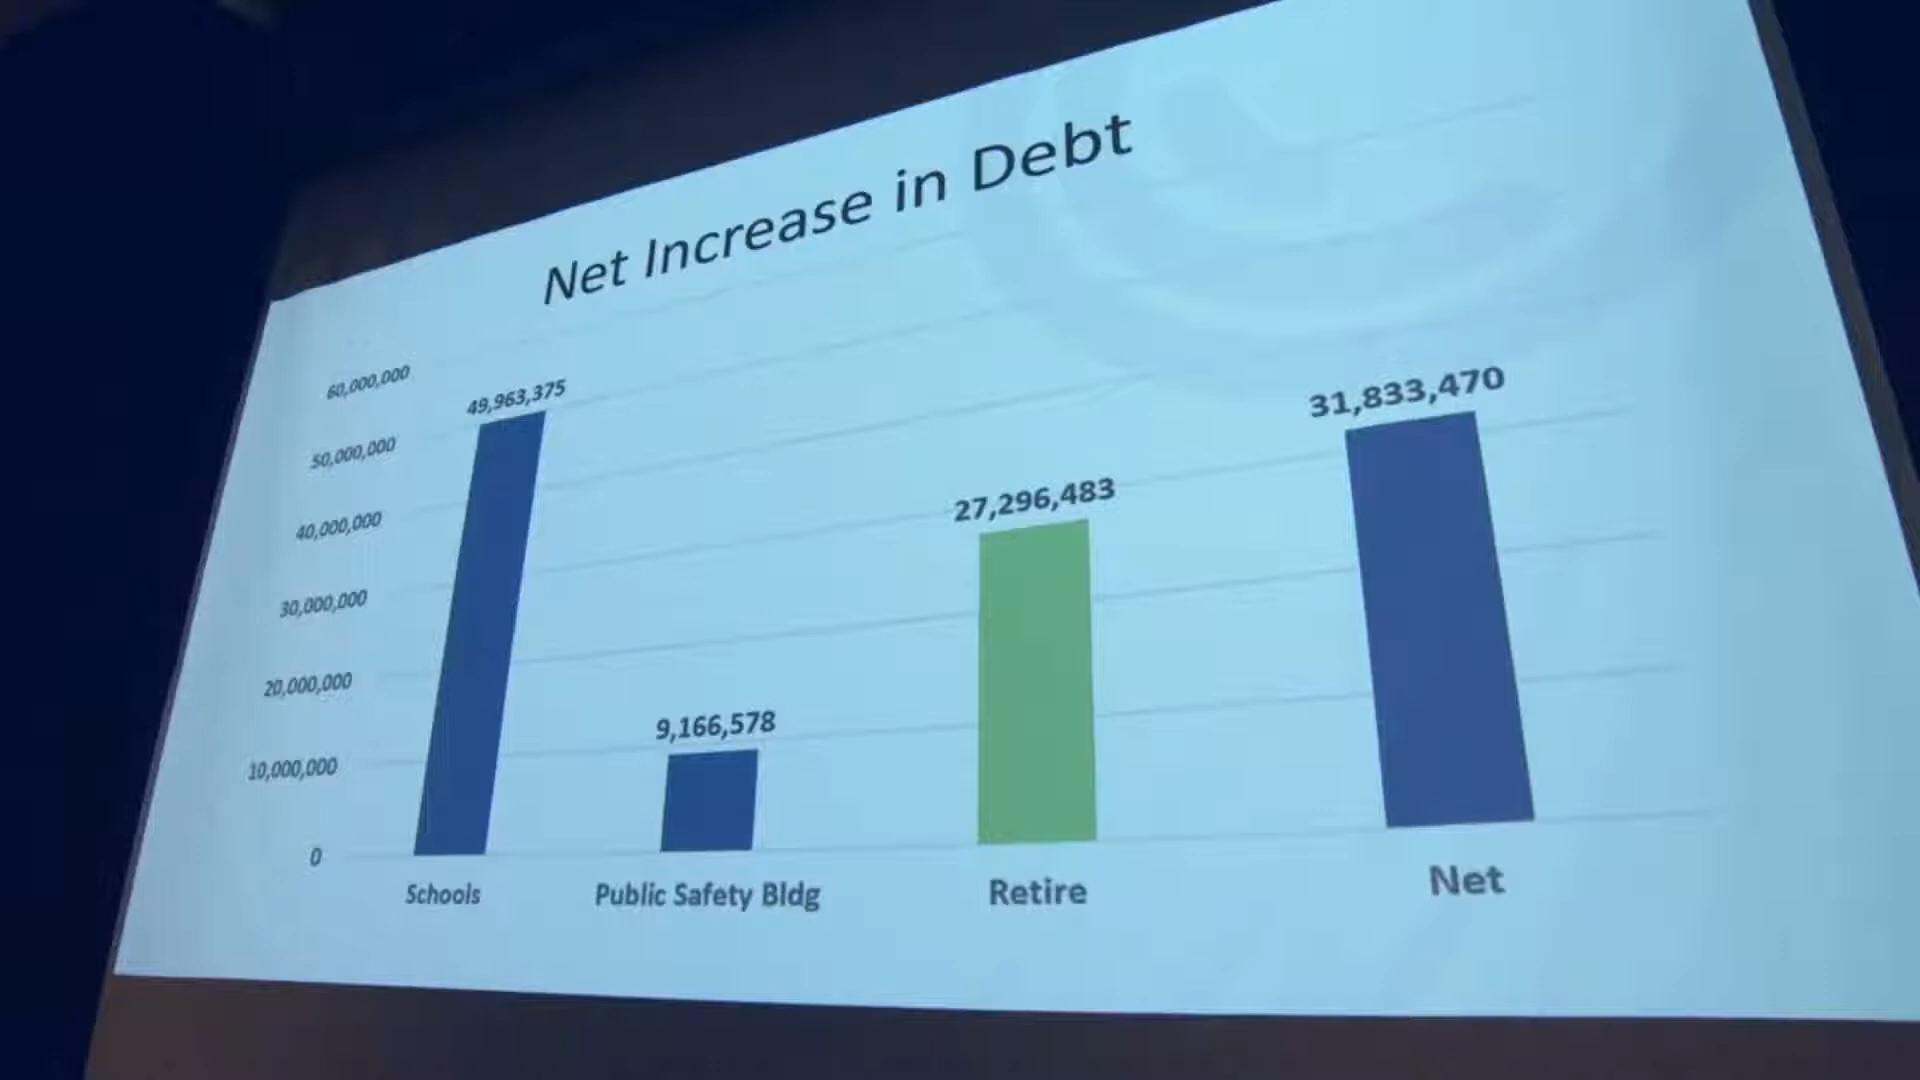 Net Increase in Debt
60,000,000
50,000,000
40,000,000
30,000,000
20,000,000
10,000,000
0
49,963,375
9,166,578
27,296,483
31,833,470
Schools
Public Safety Bldg
Retire
Net